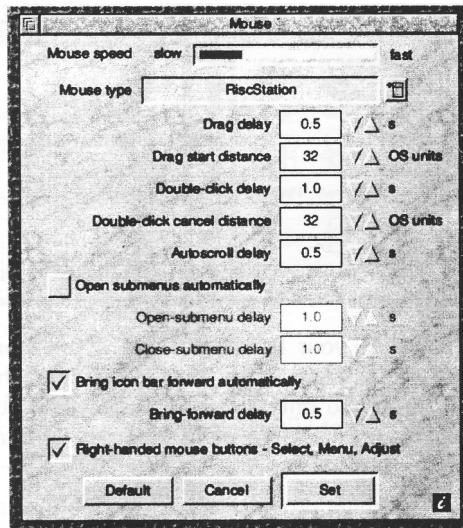 Mouse
Mouse speed slow fast
Mouse type RiscStation
Drag delay 0.5 s
Drag start distance 32 OS units
Double-click delay 1.0 s
Double-click cancel distance 32 OS units
Autoscroll delay 0.5 s
Open submenus automatically
Open-submenu delay 1.0 s
Close-submenu delay 1.0 s
Bring icon bar forward automatically
Bring-forward delay 0.5 s
Right-handed mouse buttons - Select, Menu, Adjust
Default Cancel Set
i